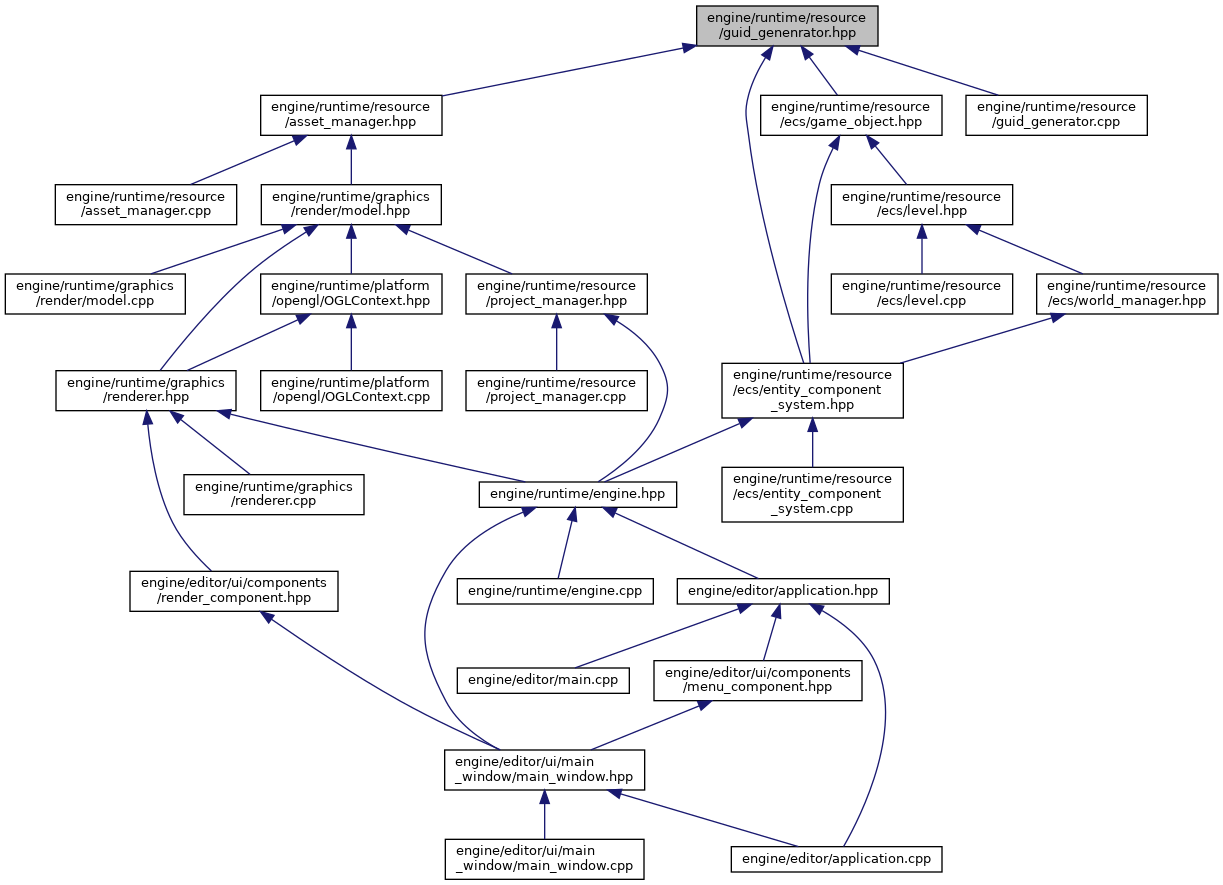 engine/runtime/resource
/guid_genenrator.hpp
engine/runtime/resource
/asset_manager.hpp
engine/runtime/resource
ecs/game_object.hpp
engine/runtime/resource
/guid_generator.cpp
engine/runtime/resource
/asset_manager.cpp
engine/runtime/graphics
/render/model.hpp
engine/runtime/resource
/ecs/level.hpp
engine/runtime/graphics
/render/model.cpp
engine/runtime/platform
/opengl/OGLContext.hpp
engine/runtime/resource
/project_manager.hpp
engine/runtime/resource
/ecs/level.cpp
engine/runtime/resource
/ecs/world_manager.hpp
engine/runtime/graphics
/renderer.hpp
engine/runtime/platform
/opengl/OGLContext.cpp
engine/runtime/resource
/project_manager.cpp
engine/runtime/resource
/ecs/entity_component
_system.hpp
engine/runtime/graphics
/renderer.cpp
engine/runtime/engine.hpp
engine/runtime/resource
/ecs/entity_component
_system.cpp
engine/editor/ui/components
/render_component.hpp
engine/runtime/engine.cpp
engine/editor/application.hpp
engine/editor/main.cpp
engine/editor/ui/components
/menu_component.hpp
engine/editor/ui/main
_window/main_window.hpp
engine/editor/ui/main
_window/main_window.cpp
engine/editor/application.cpp